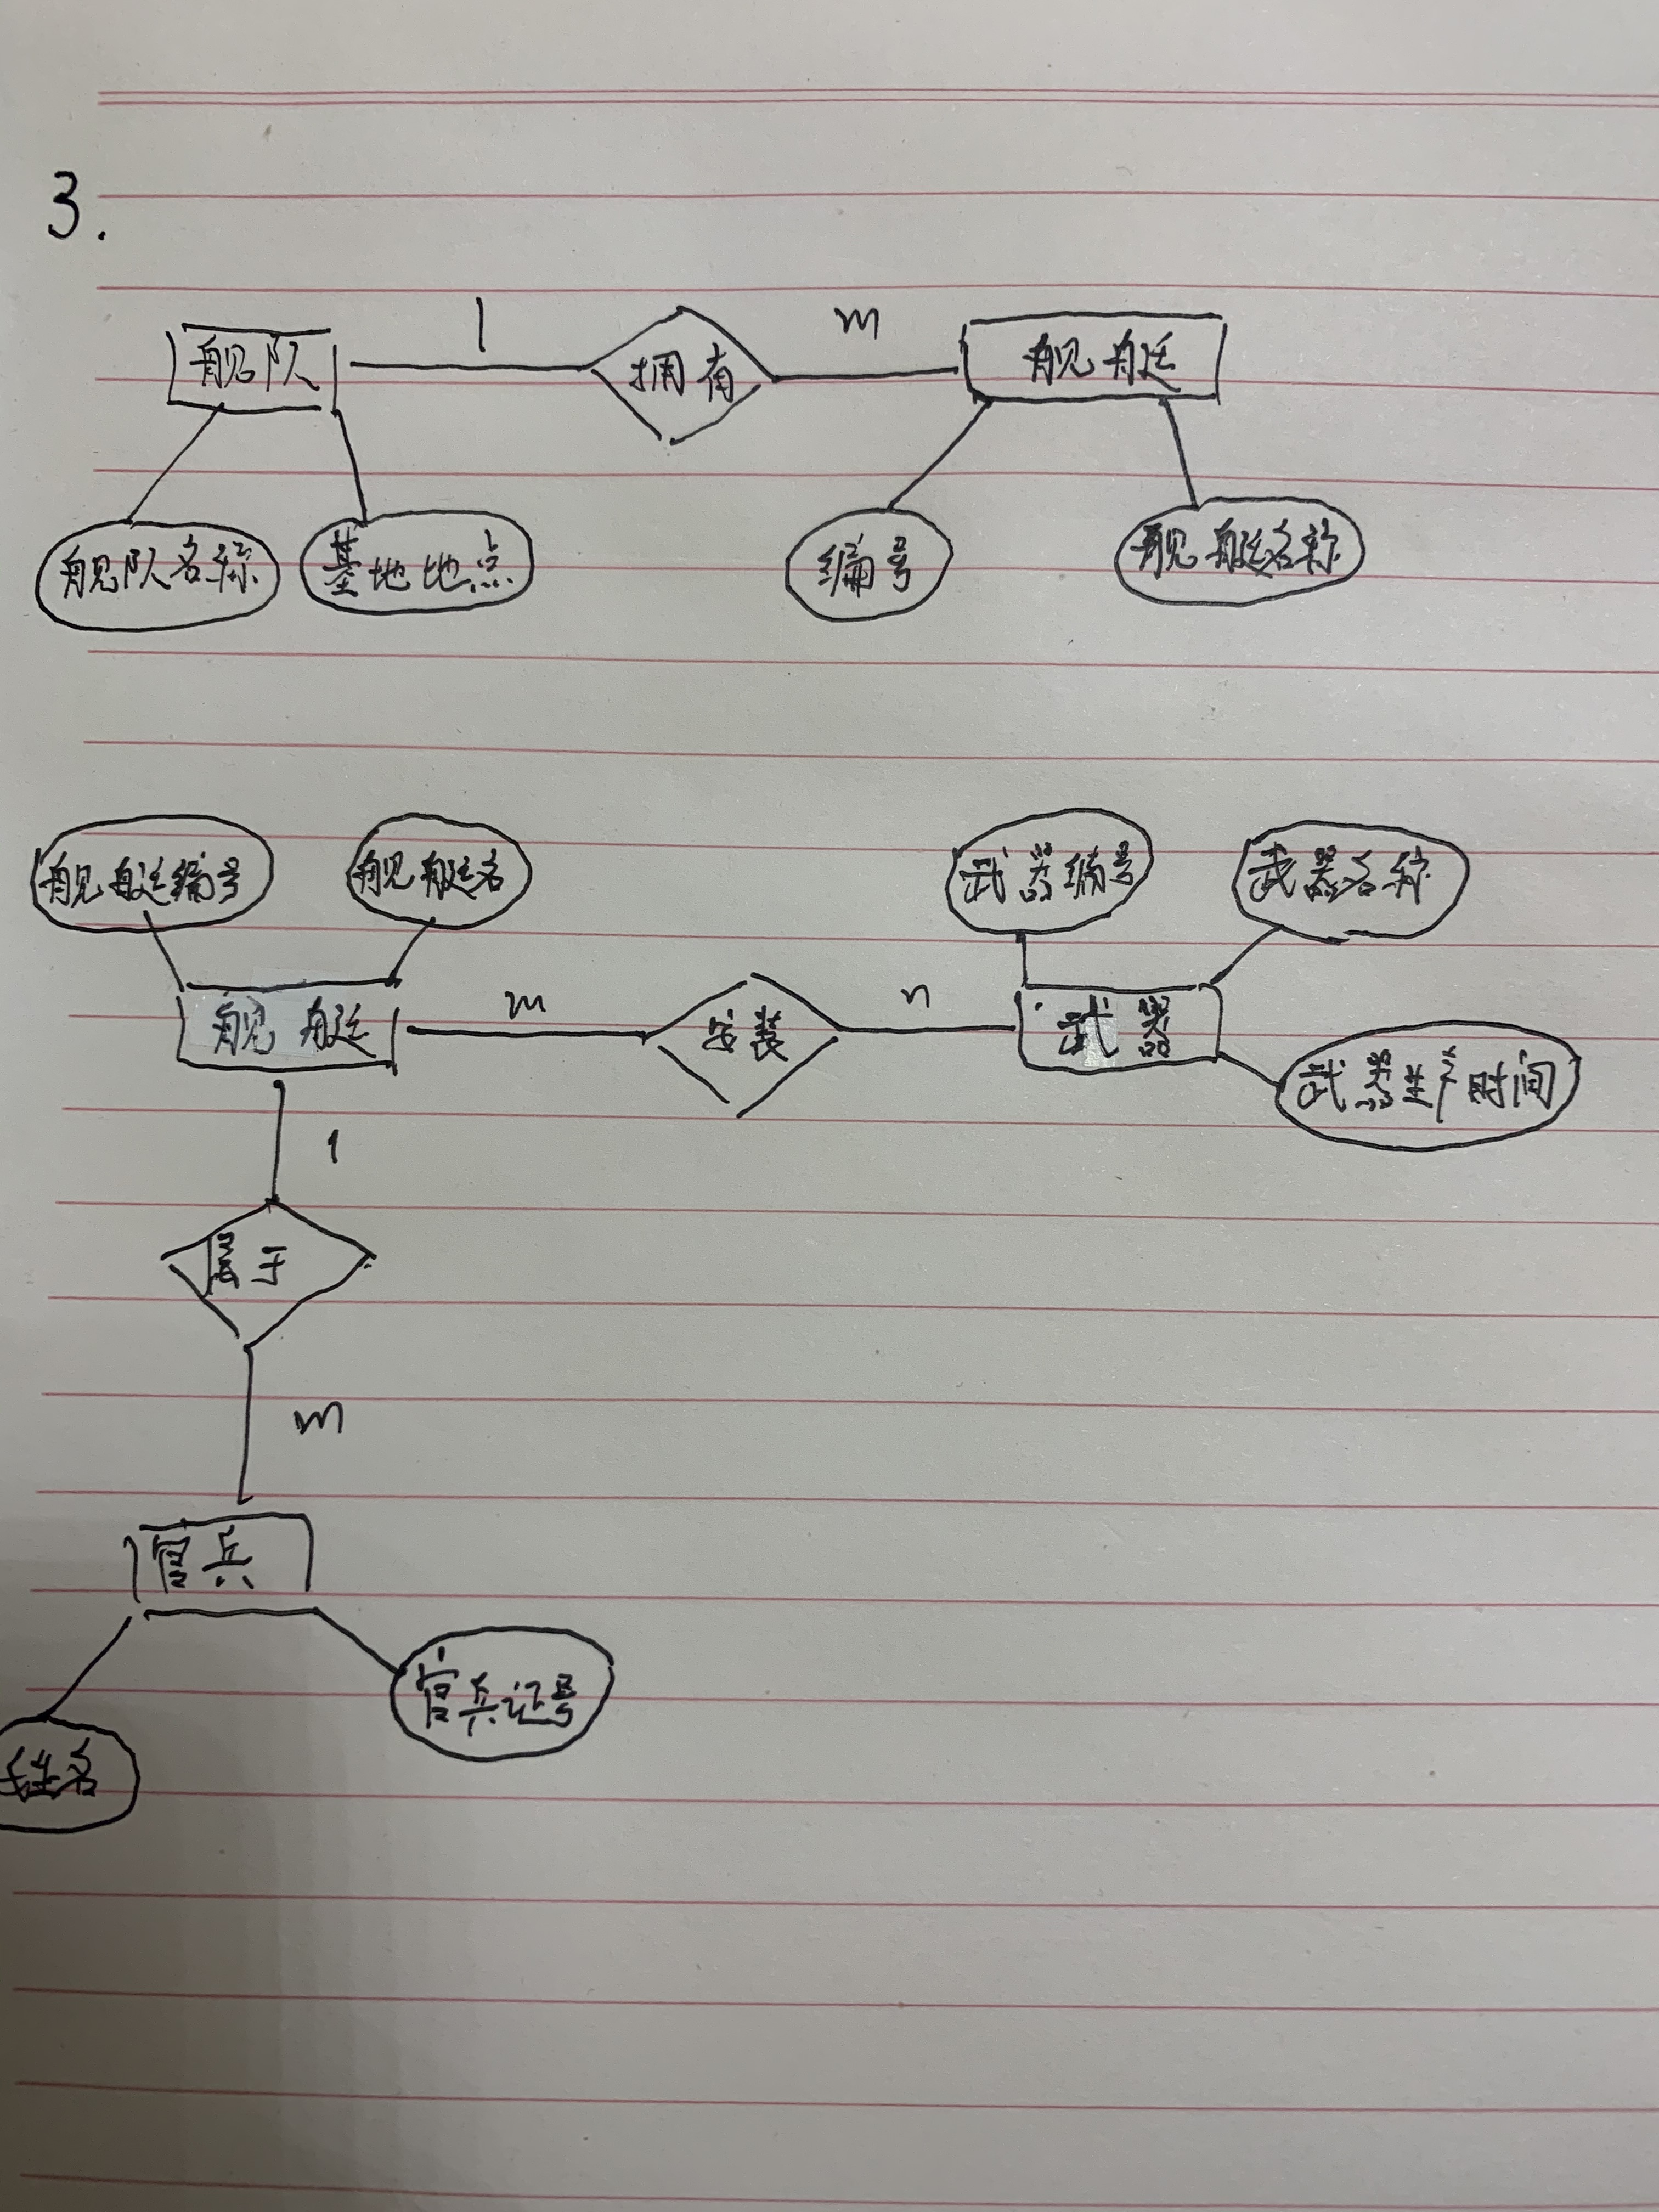 3.
1 m
舰队 拥有 舰艇
舰队名称 基地地点 编号 舰艇名称
舰艇编号 舰艇名 武器编号 武器名称
舰艇 m 安装 n 武器
武器生产时间
1
属于
m
官兵
官兵证号
姓名